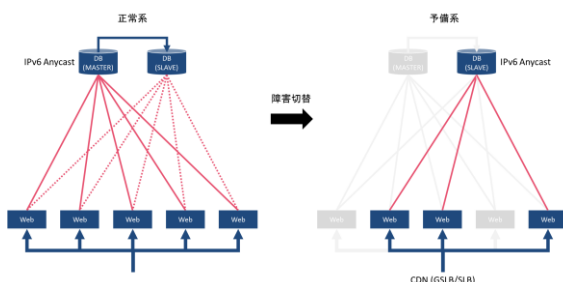 正常系
予備系
IPv6 Anycast
DB
(MASTER)
DB
(SLAVE)
障害切替
DB
(MASTER)
DB
(SLAVE)
IPv6 Anycast
Web
Web
Web
Web
Web
Web
Web
Web
Web
Web
CDN (GSLB/SLB)